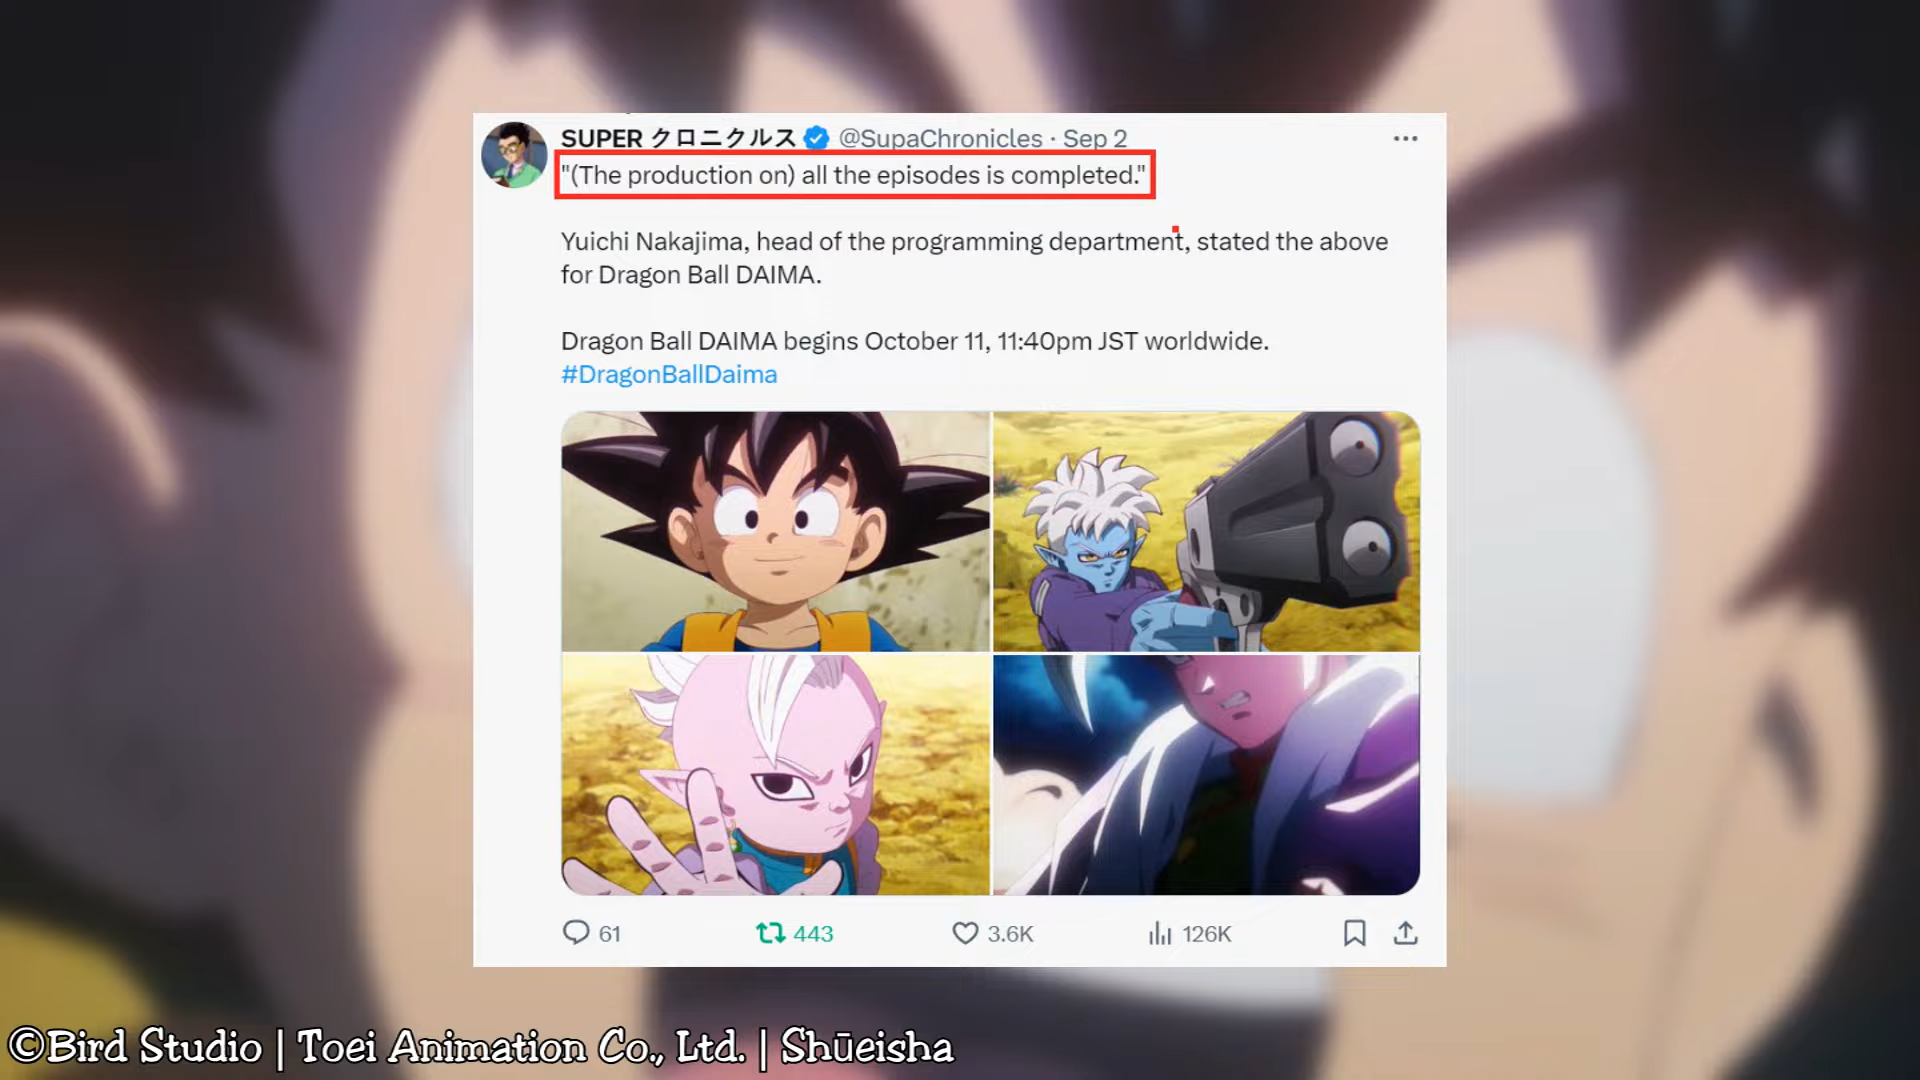 SUPER クロニクルス @SupaChronicles · Sep 2
"(The production on) all the episodes is completed."
Yuichi Nakajima, head of the programming department, stated the above
for Dragon Ball DAIMA.
Dragon Ball DAIMA begins October 11, 11:40pm JST worldwide.
#DragonBallDaima
61 443 3.6K 126K
©Bird Studio | Toei Animation Co., Ltd. | Shūeisha